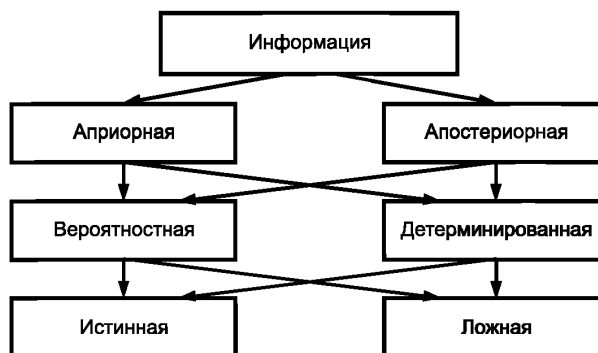 Информация
Априорная
Апостериорная
Вероятностная
Детерминированная
Истинная
Ложная